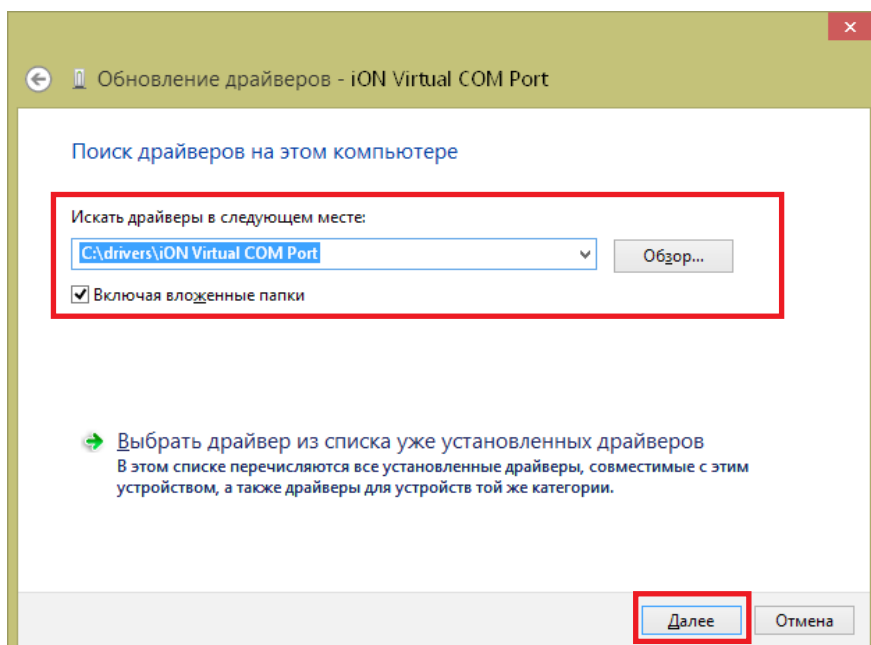 Обновление драйверов - iON Virtual COM Port
Поиск драйверов на этом компьютере
Искать драйверы в следующем месте:
C:\drivers\iON Virtual COM Port
Обзор...
Включая вложенные папки
Выбрать драйвер из списка уже установленных драйверов
В этом списке перечисляются все установленные драйверы, совместимые с этим
устройством, а также драйверы для устройств той же категории.
Далее
Отмена